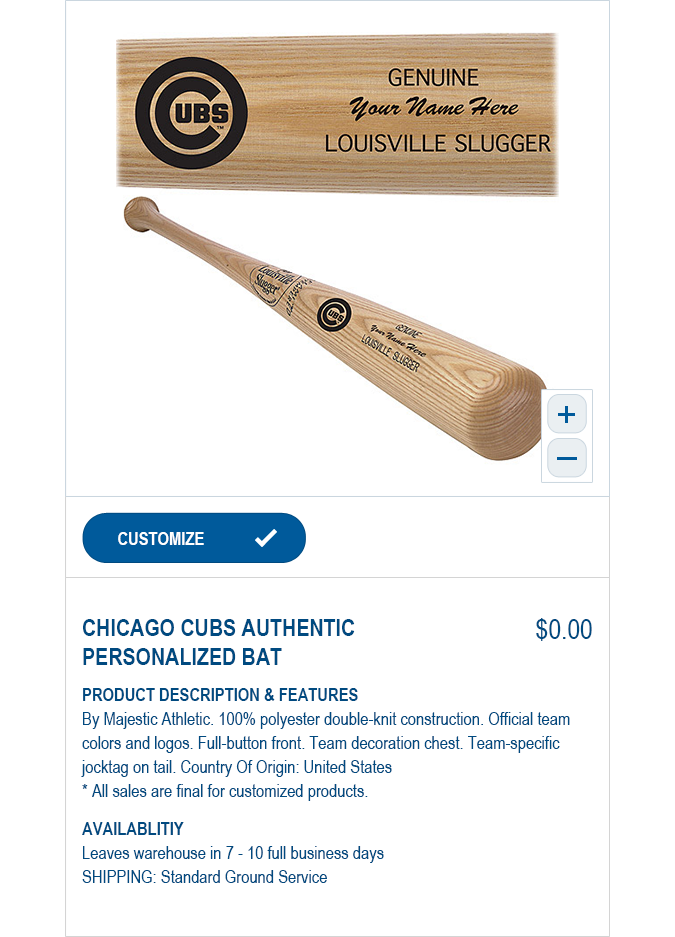 CUBS™
GENUINE
Your Name Here
LOUISVILLE SLUGGER
Louisville
Slugger
CUBS
GENUINE
Your Name Here
LOUISVILLE SLUGGER
CUSTOMIZE
CHICAGO CUBS AUTHENTIC
PERSONALIZED BAT
$0.00
PRODUCT DESCRIPTION & FEATURES
By Majestic Athletic. 100% polyester double-knit construction. Official team
colors and logos. Full-button front. Team decoration chest. Team-specific
jocktag on tail. Country Of Origin: United States
* All sales are final for customized products.
AVAILABLITIY
Leaves warehouse in 7 - 10 full business days
SHIPPING: Standard Ground Service